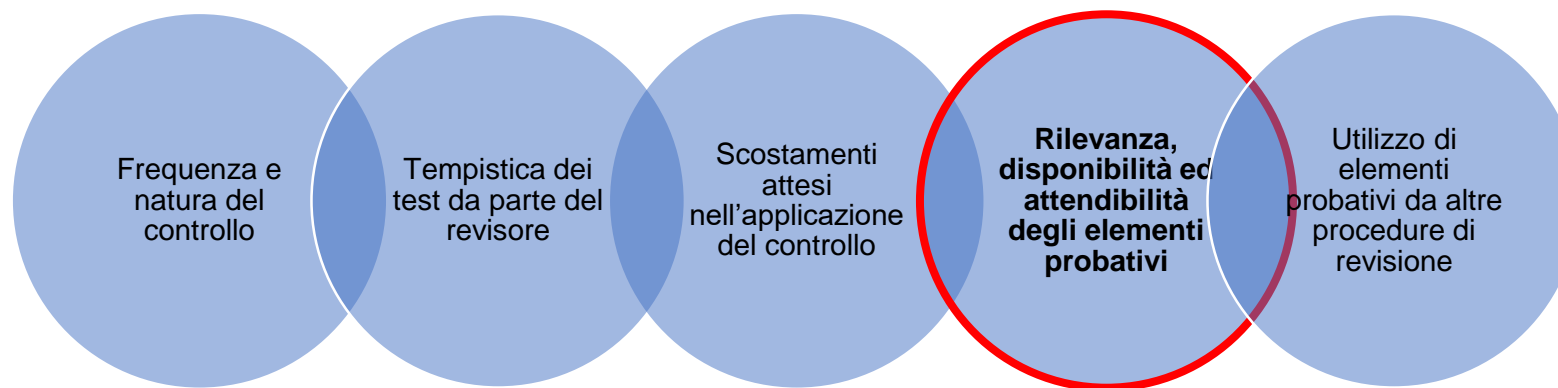 Frequenza e
natura del
controllo
Tempistica dei
test da parte del
revisore
Scostamenti
attesi
nell’applicazione
del controllo
Rilevanza,
disponibilità ed
attendibilità
degli elementi
probativi
Utilizzo di
elementi
probativi da altre
procedure di
revisione